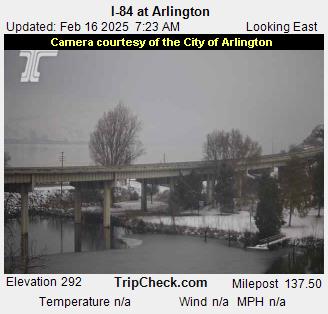 I-84 at Arlington
Updated: Feb 16 2025 7:23 AM Looking East
Camera courtesy of the City of Arlington
Elevation 292 TripCheck.com Milepost 137.50
Temperature n/a Wind n/a MPH n/a